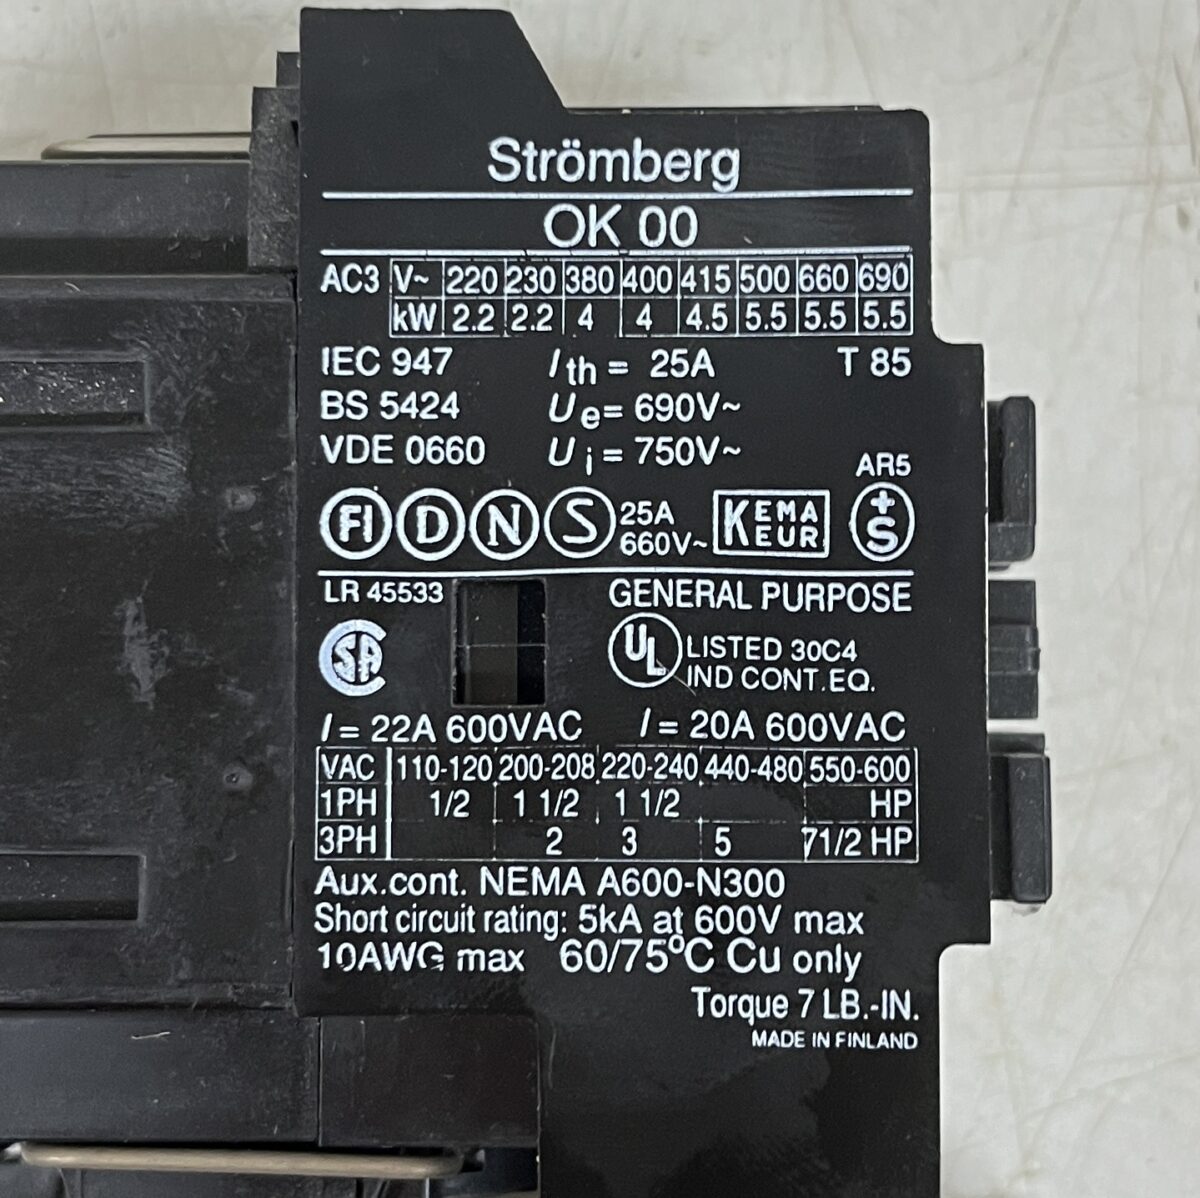 Strömberg
OK 00
AC3 V~ 220 230 380 400 415 500 660 690
kW 2.2 2.2 4 4 4.5 5.5 5.5 5.5
IEC 947 Ith = 25A T 85
BS 5424 Ue = 690V~
VDE 0660 Ui = 750V~
AR5
FI D N S 25A 660V~ KEMA KEUR +S
LR 45533 GENERAL PURPOSE
SA UL LISTED 30C4
IND CONT.EQ.
I = 22A 600VAC I = 20A 600VAC
VAC 110-120 200-208 220-240 440-480 550-600
1PH 1/2 1 1/2 1 1/2 HP
3PH 2 3 5 71/2 HP
Aux.cont. NEMA A600-N300
Short circuit rating: 5kA at 600V max
10AWG max 60/75°C Cu only
Torque 7 LB.-IN.
MADE IN FINLAND